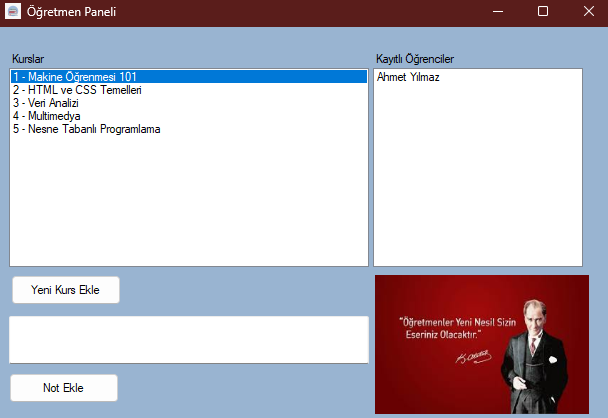 Öğretmen Paneli
Kurslar
1 - Makine Öğrenmesi 101
2 - HTML ve CSS Temelleri
3 - Veri Analizi
4 - Multimedya
5 - Nesne Tabanlı Programlama
Kayıtlı Öğrenciler
Ahmet Yılmaz
Yeni Kurs Ekle
Not Ekle
“Öğretmenler Yeni Nesil Sizin
Eseriniz Olacaktır.”